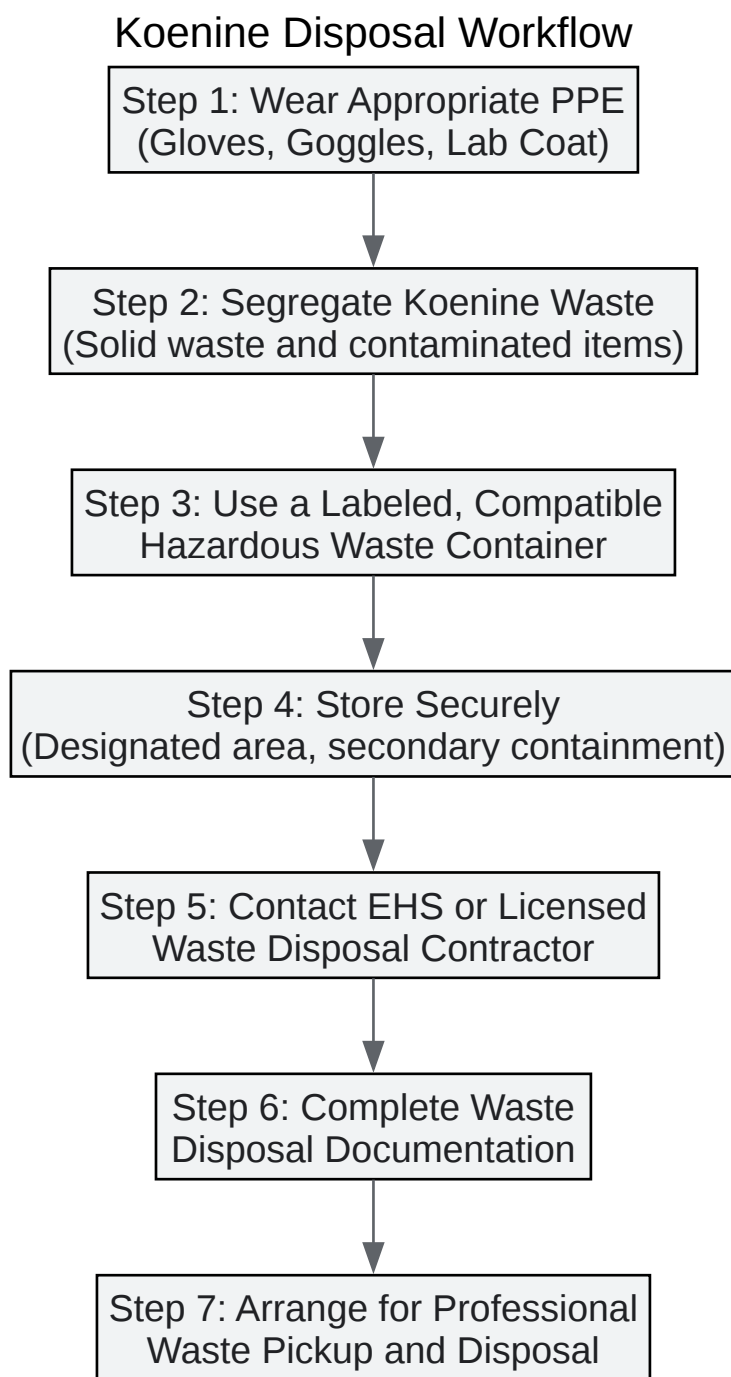 Koenine Disposal Workflow
Step 1: Wear Appropriate PPE
(Gloves, Goggles, Lab Coat)
Step 2: Segregate Koenine Waste
(Solid waste and contaminated items)
Step 3: Use a Labeled, Compatible
Hazardous Waste Container
Step 4: Store Securely
(Designated area, secondary containment)
Step 5: Contact EHS or Licensed
Waste Disposal Contractor
Step 6: Complete Waste
Disposal Documentation
Step 7: Arrange for Professional
Waste Pickup and Disposal